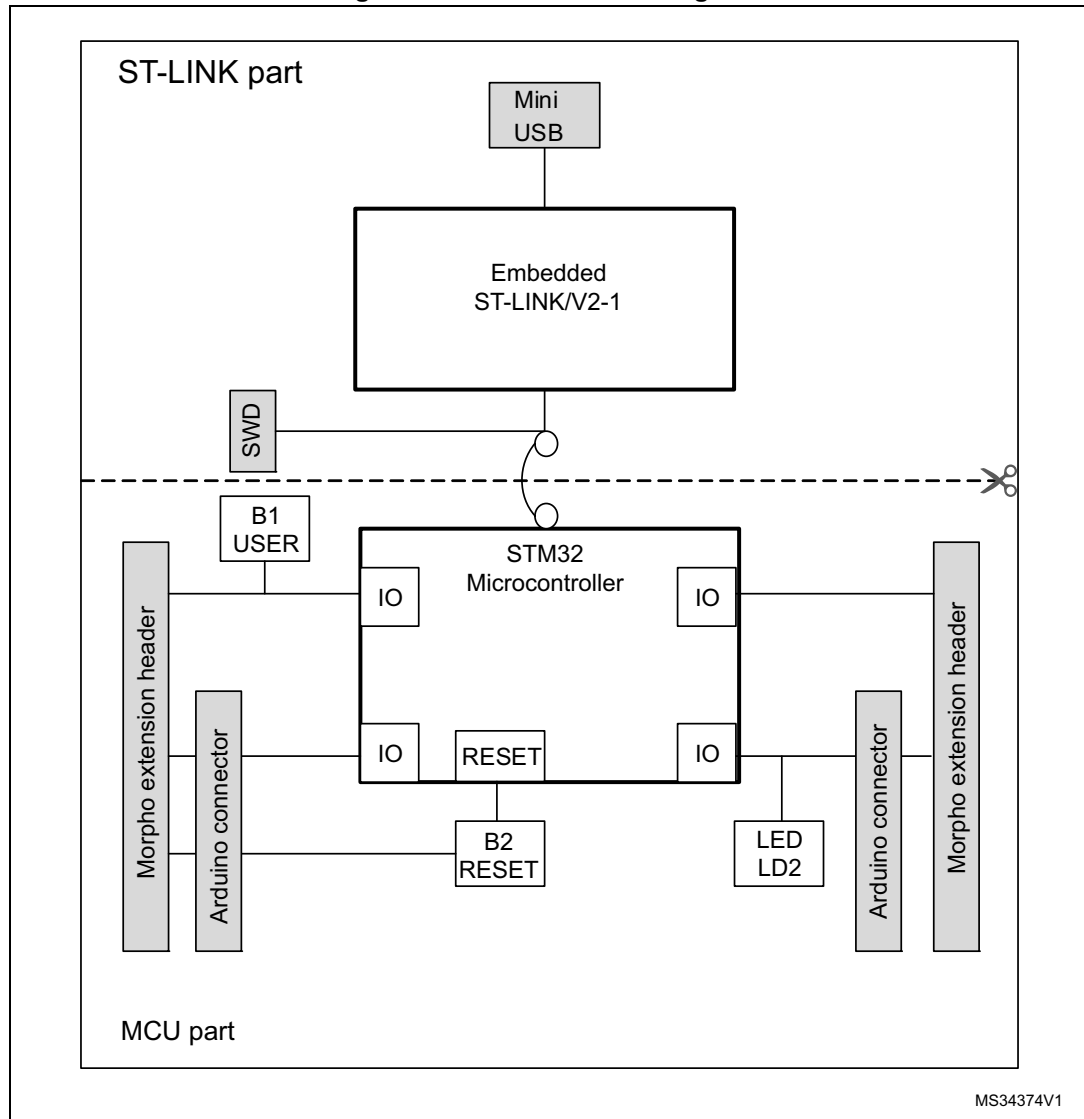 ST-LINK part
Mini
USB
Embedded
ST-LINK/V2-1
SWD
B1
USER
STM32
Microcontroller
IO
IO
Morpho extension header
Arduino connector
IO
RESET
IO
B2
RESET
LED
LD2
Arduino connector
Morpho extension header
MCU part
MS34374V1